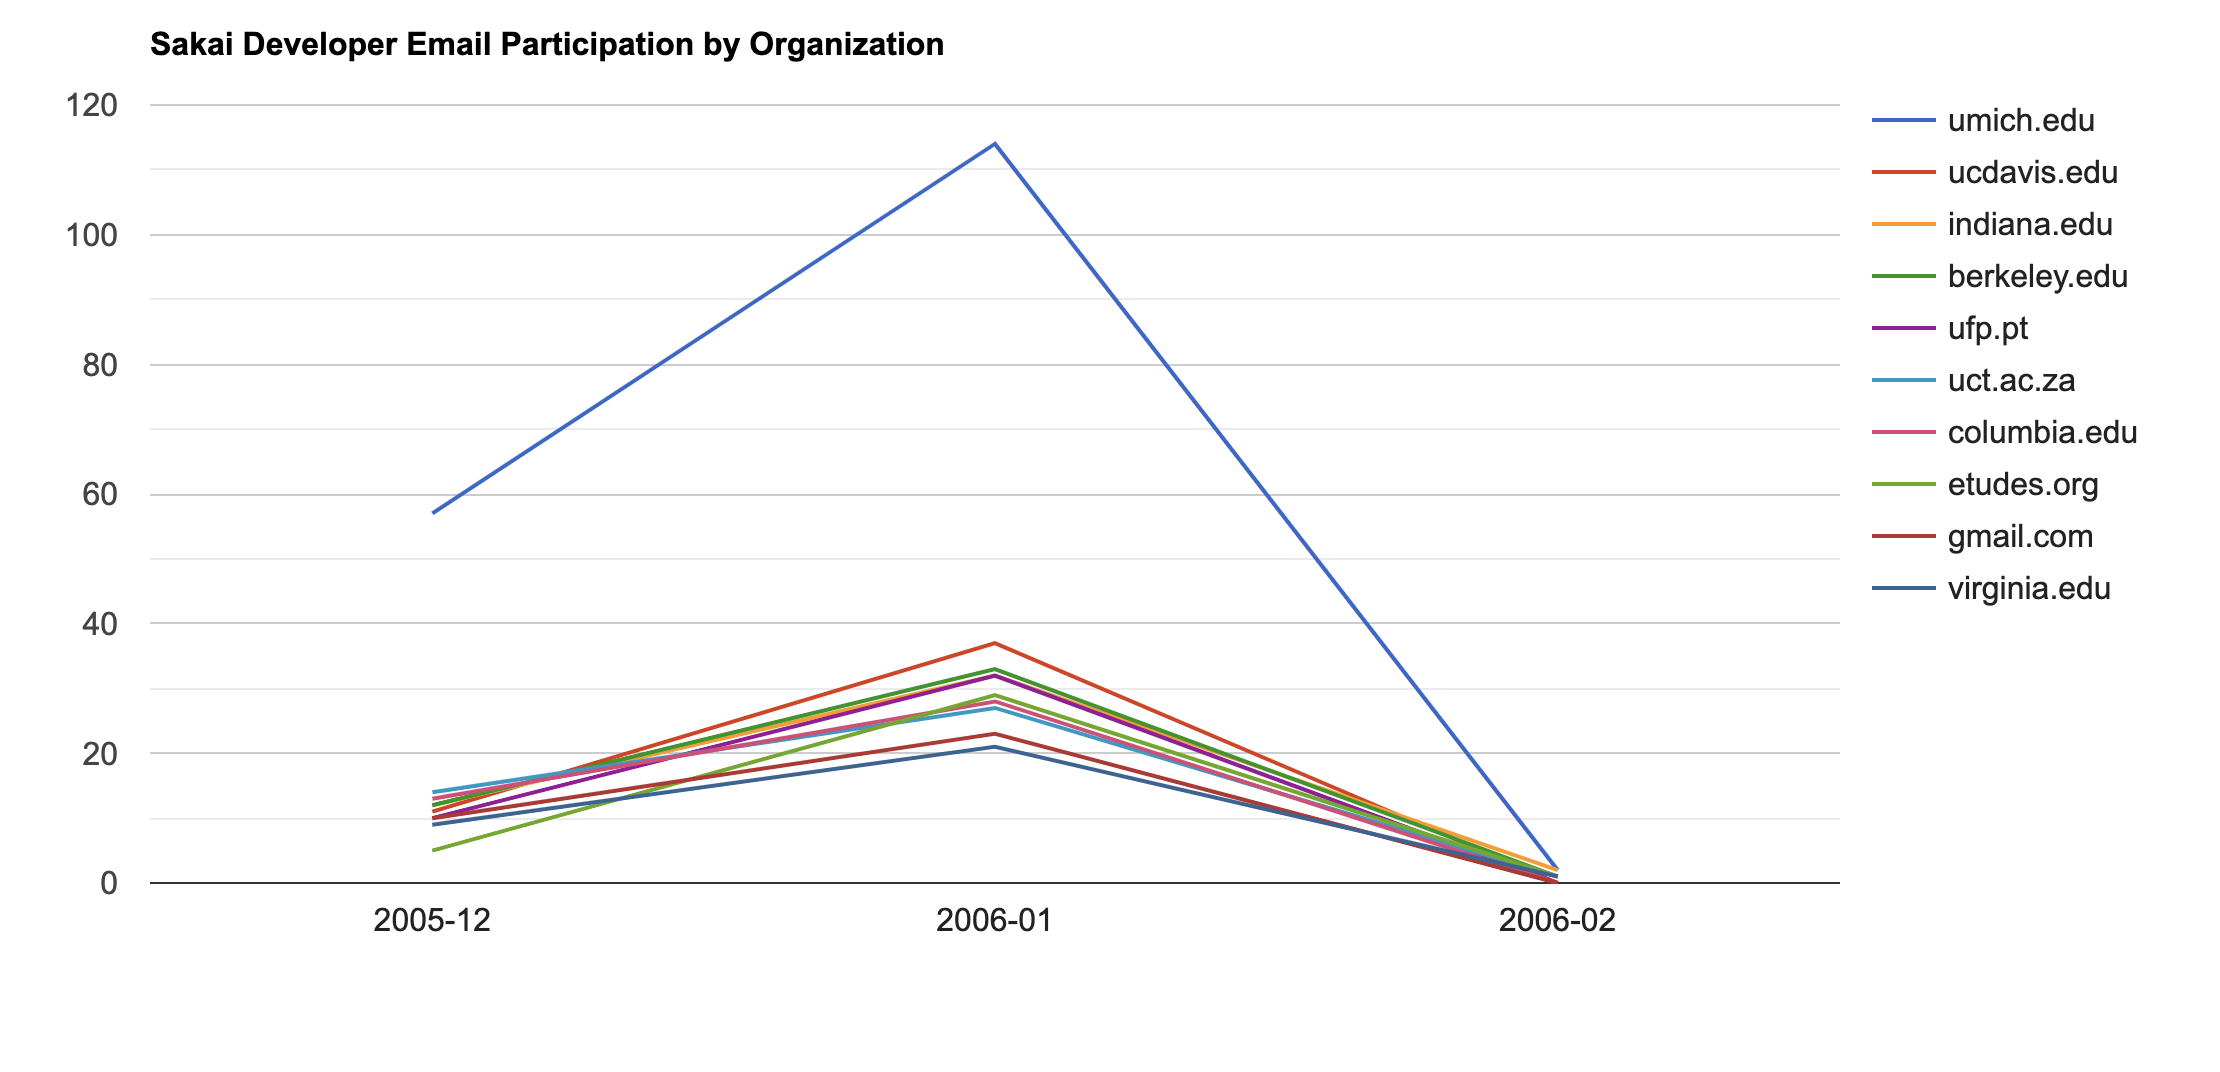 Sakai Developer Email Participation by Organization
120
100
80
60
40
20
0
2005-12
2006-01
2006-02
umich.edu
ucdavis.edu
indiana.edu
berkeley.edu
ufp.pt
uct.ac.za
columbia.edu
etudes.org
gmail.com
virginia.edu